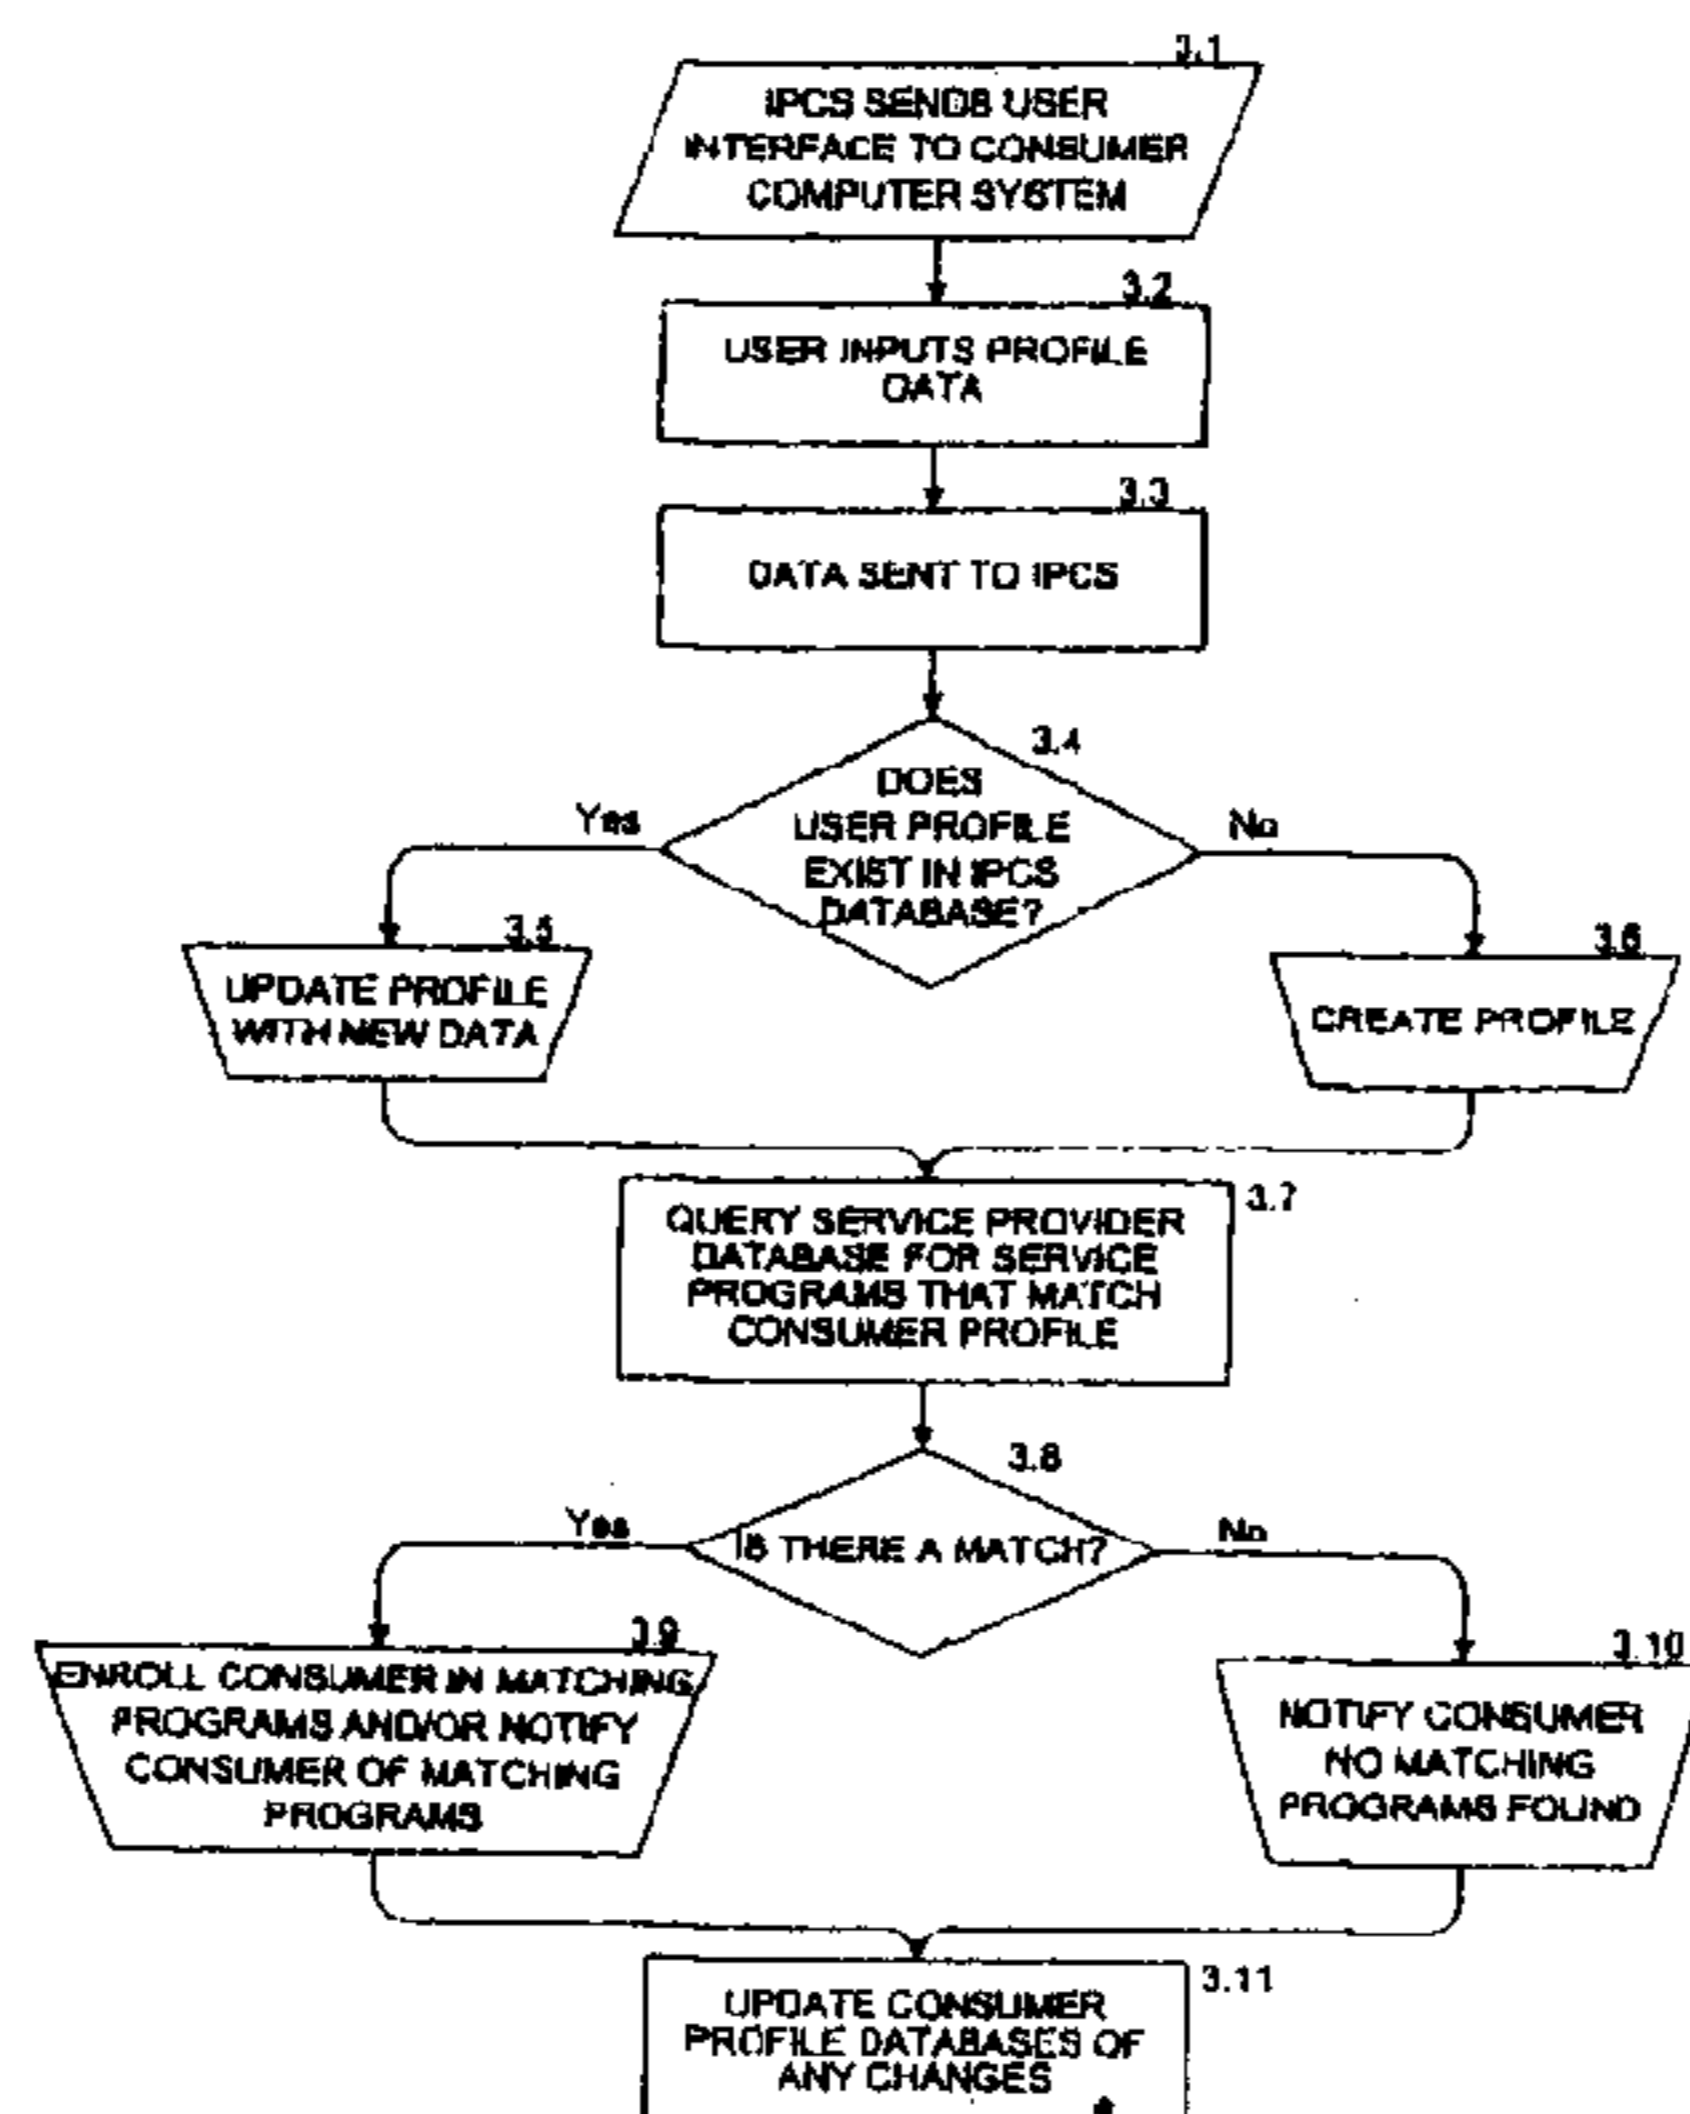 3.1
IPCS SENDS USER
INTERFACE TO CONSUMER
COMPUTER SYSTEM
3.2
USER INPUTS PROFILE
DATA
3.3
DATA SENT TO IPCS
3.4
DOES
USER PROFILE
EXIST IN IPCS
DATABASE?
Yes
No
3.5
UPDATE PROFILE
WITH NEW DATA
3.6
CREATE PROFILE
3.7
QUERY SERVICE PROVIDER
DATABASE FOR SERVICE
PROGRAMS THAT MATCH
CONSUMER PROFILE
3.8
IS THERE A MATCH?
Yes
No
3.9
ENROLL CONSUMER IN MATCHING
PROGRAMS AND/OR NOTIFY
CONSUMER OF MATCHING
PROGRAMS
3.10
NOTIFY CONSUMER
NO MATCHING
PROGRAMS FOUND
3.11
UPDATE CONSUMER
PROFILE DATABASES OF
ANY CHANGES